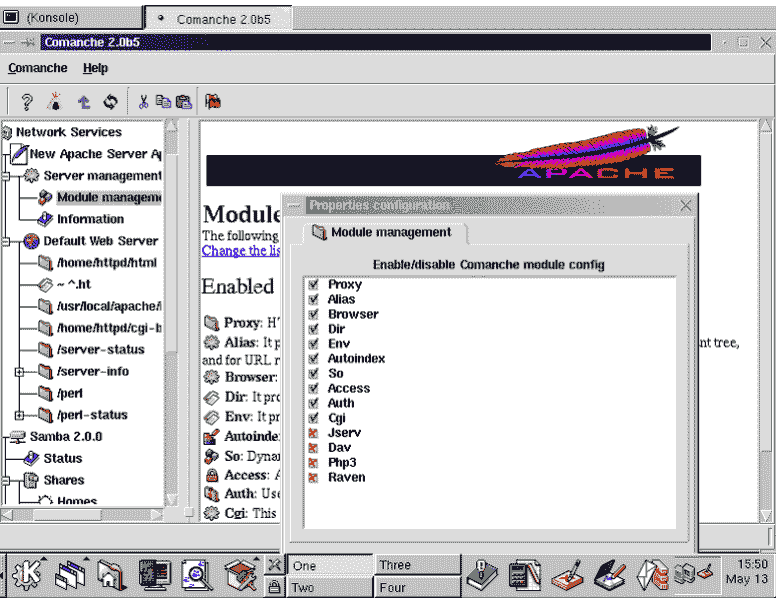 (Konsole)
Comanche 2.0b5
Comanche 2.0b5
Comanche Help
Network Services
New Apache Server
Server management
Module
Information
Default Web Server
/home/httpd/html
~ ^.ht
/usr/local/apache/
/home/httpd/cgi-b
/server-status
/server-info
/perl
/perl-status
Samba 2.0.0
Status
Shares
Homes
APACHE
Module
The following
Change the lis
Enabled
Proxy: HT
Alias: It p
and for URL r
nt tree,
Browser:
Dir: It pro
Env: It pro
Autoinde
So: Dynar
Access: A
Auth: Use
Cgi: This
Properties configuration
Module management
Enable/disable Comanche module config
Proxy
Alias
Browser
Dir
Env
Autoindex
So
Access
Auth
Cgi
Jserv
Dav
Php3
Raven
One
Two
Three
Four
15:50
May 13